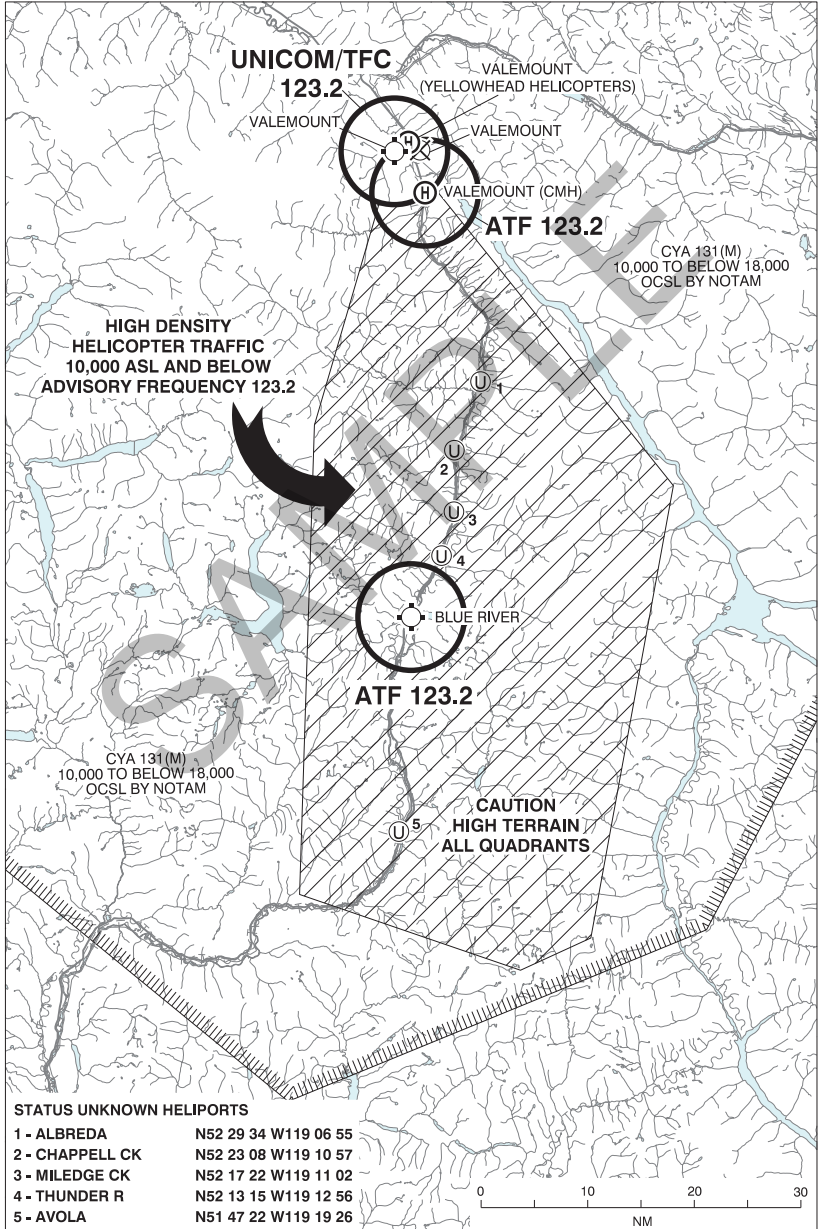 UNICOM/TFC
123.2
VALEMOUNT
(YELLOWHEAD HELICOPTERS)
VALEMOUNT
VALEMOUNT
H
H
VALEMOUNT (CMH)
ATF 123.2
CYA 131(M)
10,000 TO BELOW 18,000
OCSL BY NOTAM
HIGH DENSITY
HELICOPTER TRAFFIC
10,000 ASL AND BELOW
ADVISORY FREQUENCY 123.2
U 1
U 2
U 3
U 4
BLUE RIVER
ATF 123.2
SAMPLE
CYA 131(M)
10,000 TO BELOW 18,000
OCSL BY NOTAM
U 5
CAUTION
HIGH TERRAIN
ALL QUADRANTS
STATUS UNKNOWN HELIPORTS
1 - ALBREDA N52 29 34 W119 06 55
2 - CHAPPELL CK N52 23 08 W119 10 57
3 - MILEDGE CK N52 17 22 W119 11 02
4 - THUNDER R N52 13 15 W119 12 56
5 - AVOLA N51 47 22 W119 19 26
0 10 20 30
NM